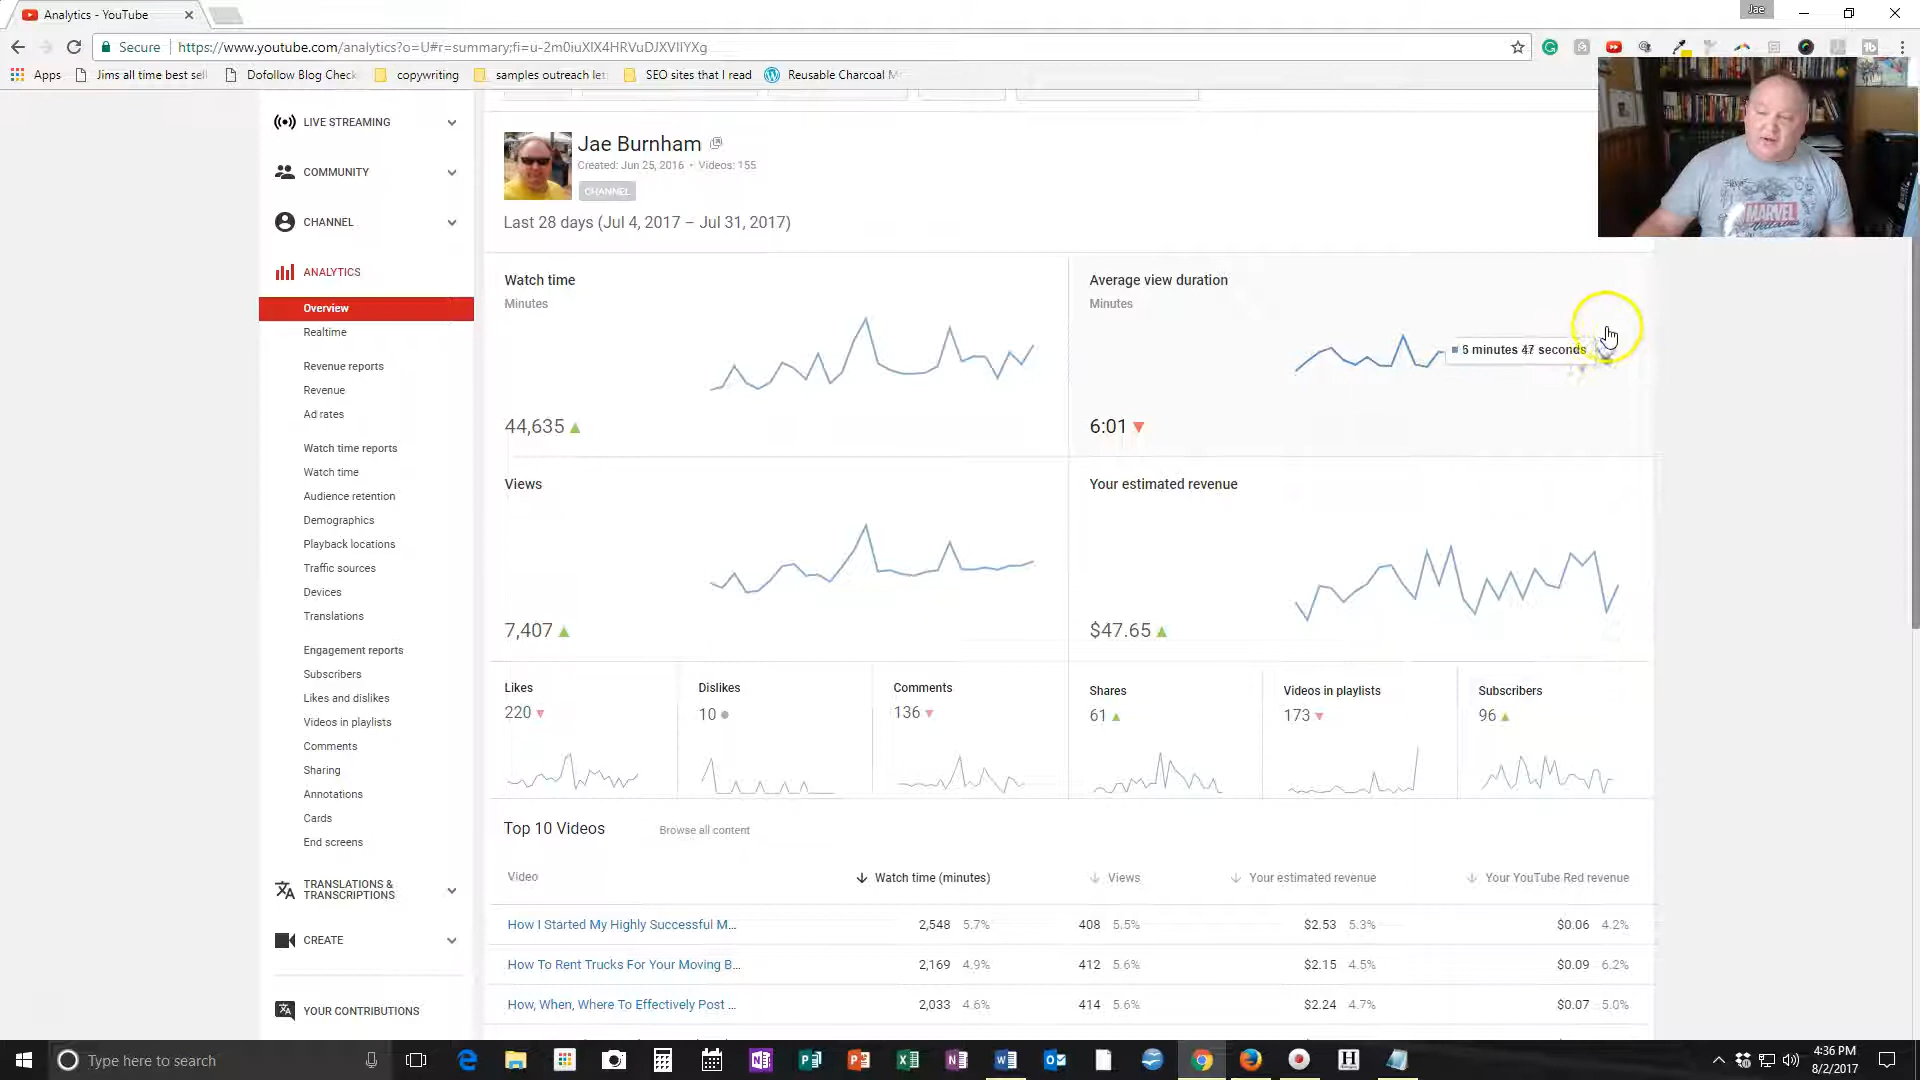 Analytics - YouTube
Jae
Secure
https://www.youtube.com/analytics?o=U#r=summary;fi=u-2m0iuXlX4HRVuDJXVIIYXg
Apps
Jims all time best sel
Dofollow Blog Check
copywriting
samples outreach let
SEO sites that I read
Reusable Charcoal M
LIVE STREAMING
COMMUNITY
CHANNEL
ANALYTICS
Overview
Realtime
Revenue reports
Revenue
Ad rates
Watch time reports
Watch time
Audience retention
Demographics
Playback locations
Traffic sources
Devices
Translations
Engagement reports
Subscribers
Likes and dislikes
Videos in playlists
Comments
Sharing
Annotations
Cards
End screens
TRANSLATIONS &
TRANSCRIPTIONS
CREATE
YOUR CONTRIBUTIONS
Jae Burnham
Created: Jun 25, 2016 • Videos: 155
CHANNEL
Last 28 days (Jul 4, 2017 – Jul 31, 2017)
MARVEL
Watch time
Minutes
44,635
Average view duration
Minutes
6 minutes 47 seconds
6:01
Views
7,407
Your estimated revenue
$47.65
Likes
220
Dislikes
10
Comments
136
Shares
61
Videos in playlists
173
Subscribers
96
Top 10 Videos Browse all content
Video Watch time (minutes) Views Your estimated revenue Your YouTube Red revenue
How I Started My Highly Successful M... 2,548 5.7% 408 5.5% $2.53 5.3% $0.06 4.2%
How To Rent Trucks For Your Moving B... 2,169 4.9% 412 5.6% $2.15 4.5% $0.09 6.2%
How, When, Where To Effectively Post ... 2,033 4.6% 414 5.6% $2.24 4.7% $0.07 5.0%
Type here to search
4:36 PM
8/2/2017